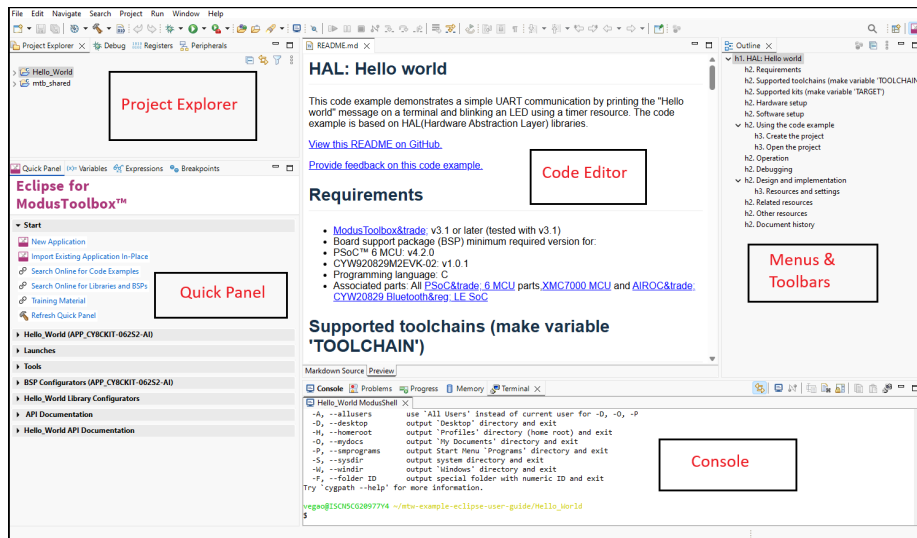 File Edit Navigate Search Project Run Window Help
Project Explorer Debug Registers Peripherals
Hello_World
mtb_shared
Project Explorer
Quick Panel Variables Expressions Breakpoints
Eclipse for
ModusToolbox™
Start
New Application
Import Existing Application In-Place
Search Online for Code Examples
Search Online for Libraries and BSPs
Training Material
Refresh Quick Panel
Quick Panel
Hello_World (APP_CY8CKIT-062S2-AI)
Launches
Tools
BSP Configurators (APP_CY8CKIT-062S2-AI)
Hello_World Library Configurators
API Documentation
Hello_World API Documentation
README.md
HAL: Hello world
This code example demonstrates a simple UART communication by printing the "Hello
world" message on a terminal and blinking an LED using a timer resource. The code
example is based on HAL(Hardware Abstraction Layer) libraries.
View this README on GitHub.
Provide feedback on this code example.
Code Editor
Requirements
ModusToolbox&trade; v3.1 or later (tested with v3.1)
Board support package (BSP) minimum required version for:
PSoC™ 6 MCU: v4.2.0
CYW920829M2EVK-02: v1.0.1
Programming language: C
Associated parts: All PSoC&trade; 6 MCU parts,XMC7000 MCU and AIROC&trade;
CYW20829 Bluetooth&reg; LE SoC
Supported toolchains (make variable
'TOOLCHAIN')
Markdown Source Preview
Outline
h1. HAL: Hello world
h2. Requirements
h2. Supported toolchains (make variable 'TOOLCHAIN
h2. Supported kits (make variable 'TARGET')
h2. Hardware setup
h2. Software setup
h2. Using the code example
h3. Create the project
h3. Open the project
h2. Operation
h2. Debugging
h2. Design and implementation
h3. Resources and settings
h2. Related resources
h2. Other resources
h2. Document history
Menus &
Toolbars
Console Problems Progress Memory Terminal
Hello_World ModusShell
-A, --allusers use `All Users' instead of current user for -D, -O, -P
-D, --desktop output `Desktop' directory and exit
-H, --homeroot output `Profiles' directory (home root) and exit
-O, --mydocs output `My Documents' directory and exit
-P, --smprograms output Start Menu `Programs' directory and exit
-S, --sysdir output system directory and exit
-W, --windir output `Windows' directory and exit
-F, --folder ID output special folder with numeric ID and exit
Try `cygpath --help' for more information.
vegao@ISCN5CG20977Y4 ~/mtw-example-eclipse-user-guide/Hello_World
$
Console